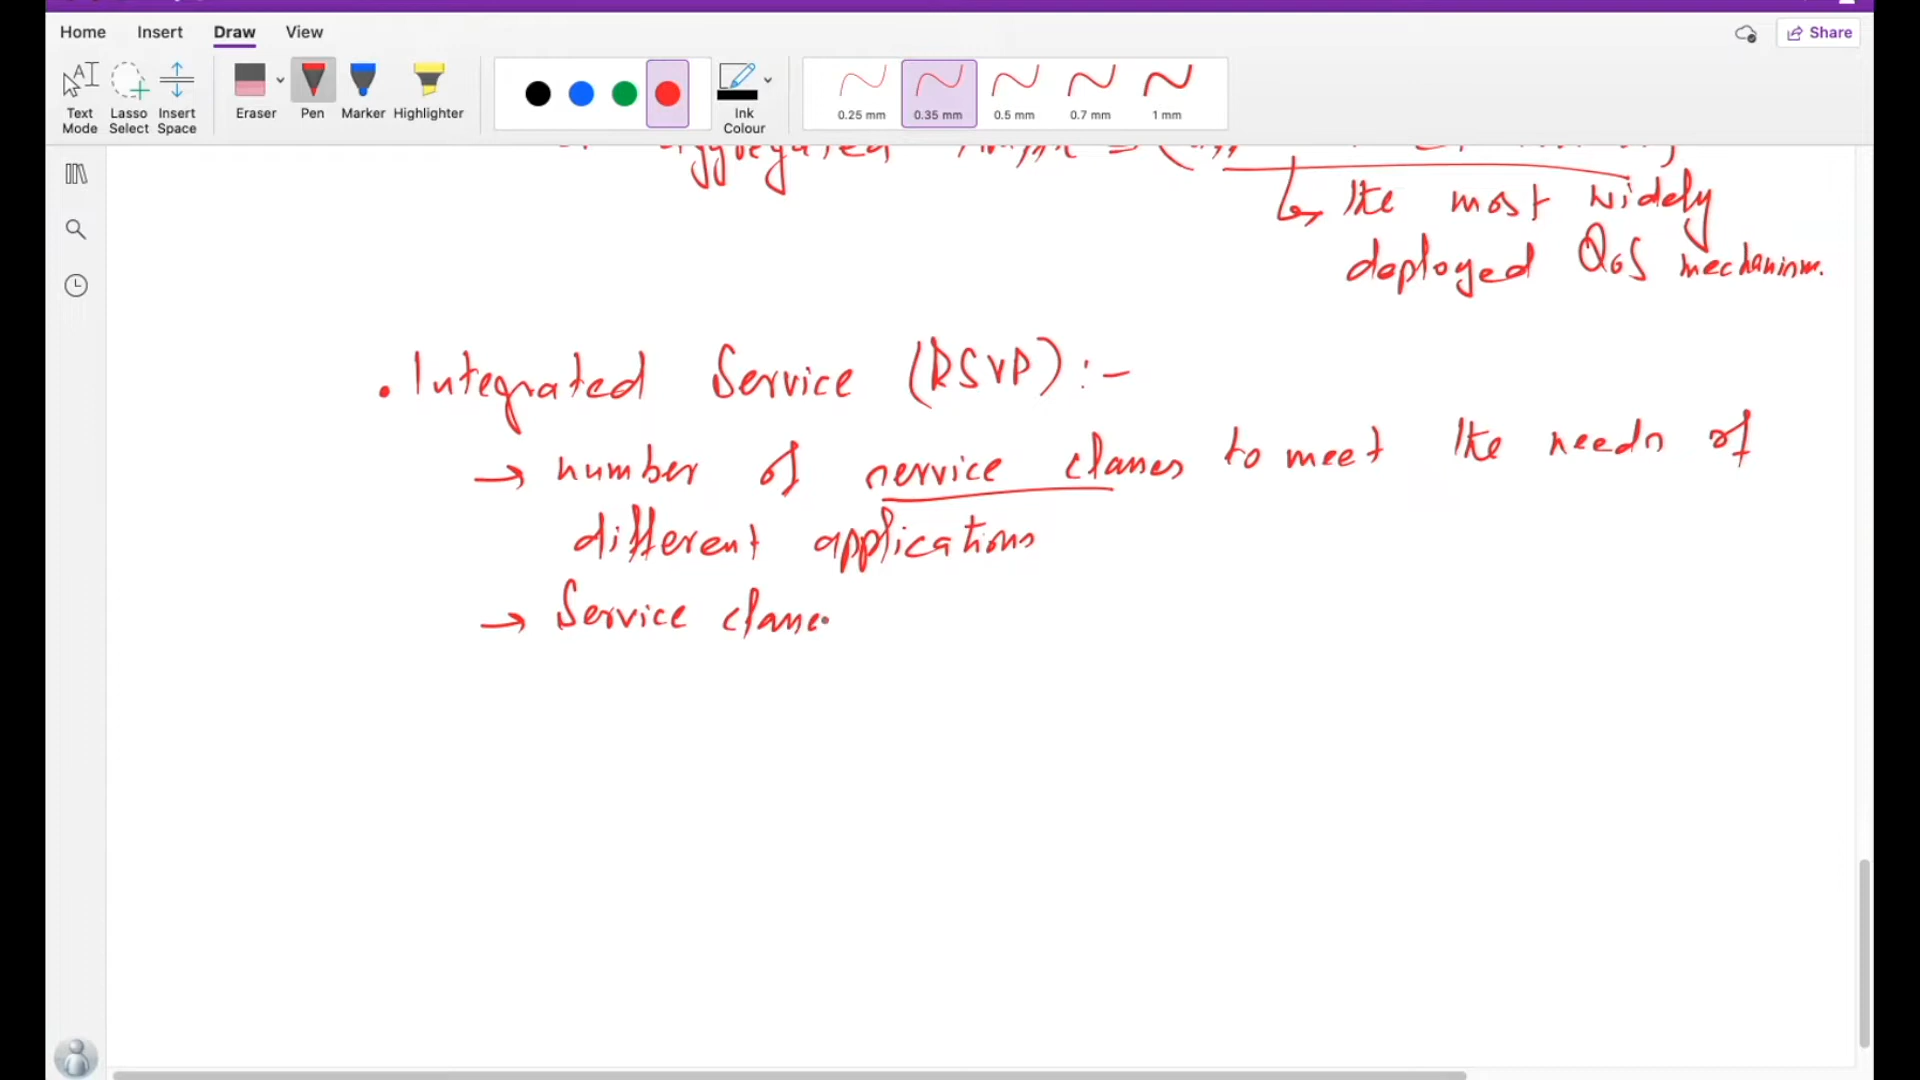 Home Insert Draw View Share
Text Mode Lasso Select Insert Space Eraser Pen Marker Highlighter Ink Colour 0.25 mm 0.35 mm 0.5 mm 0.7 mm 1 mm
aggregated
↳ the most widely
deployed QoS mechanism.
. Integrated Service (RSVP) :-
→ number of service classes to meet the needs of
different applications
→ Service classe